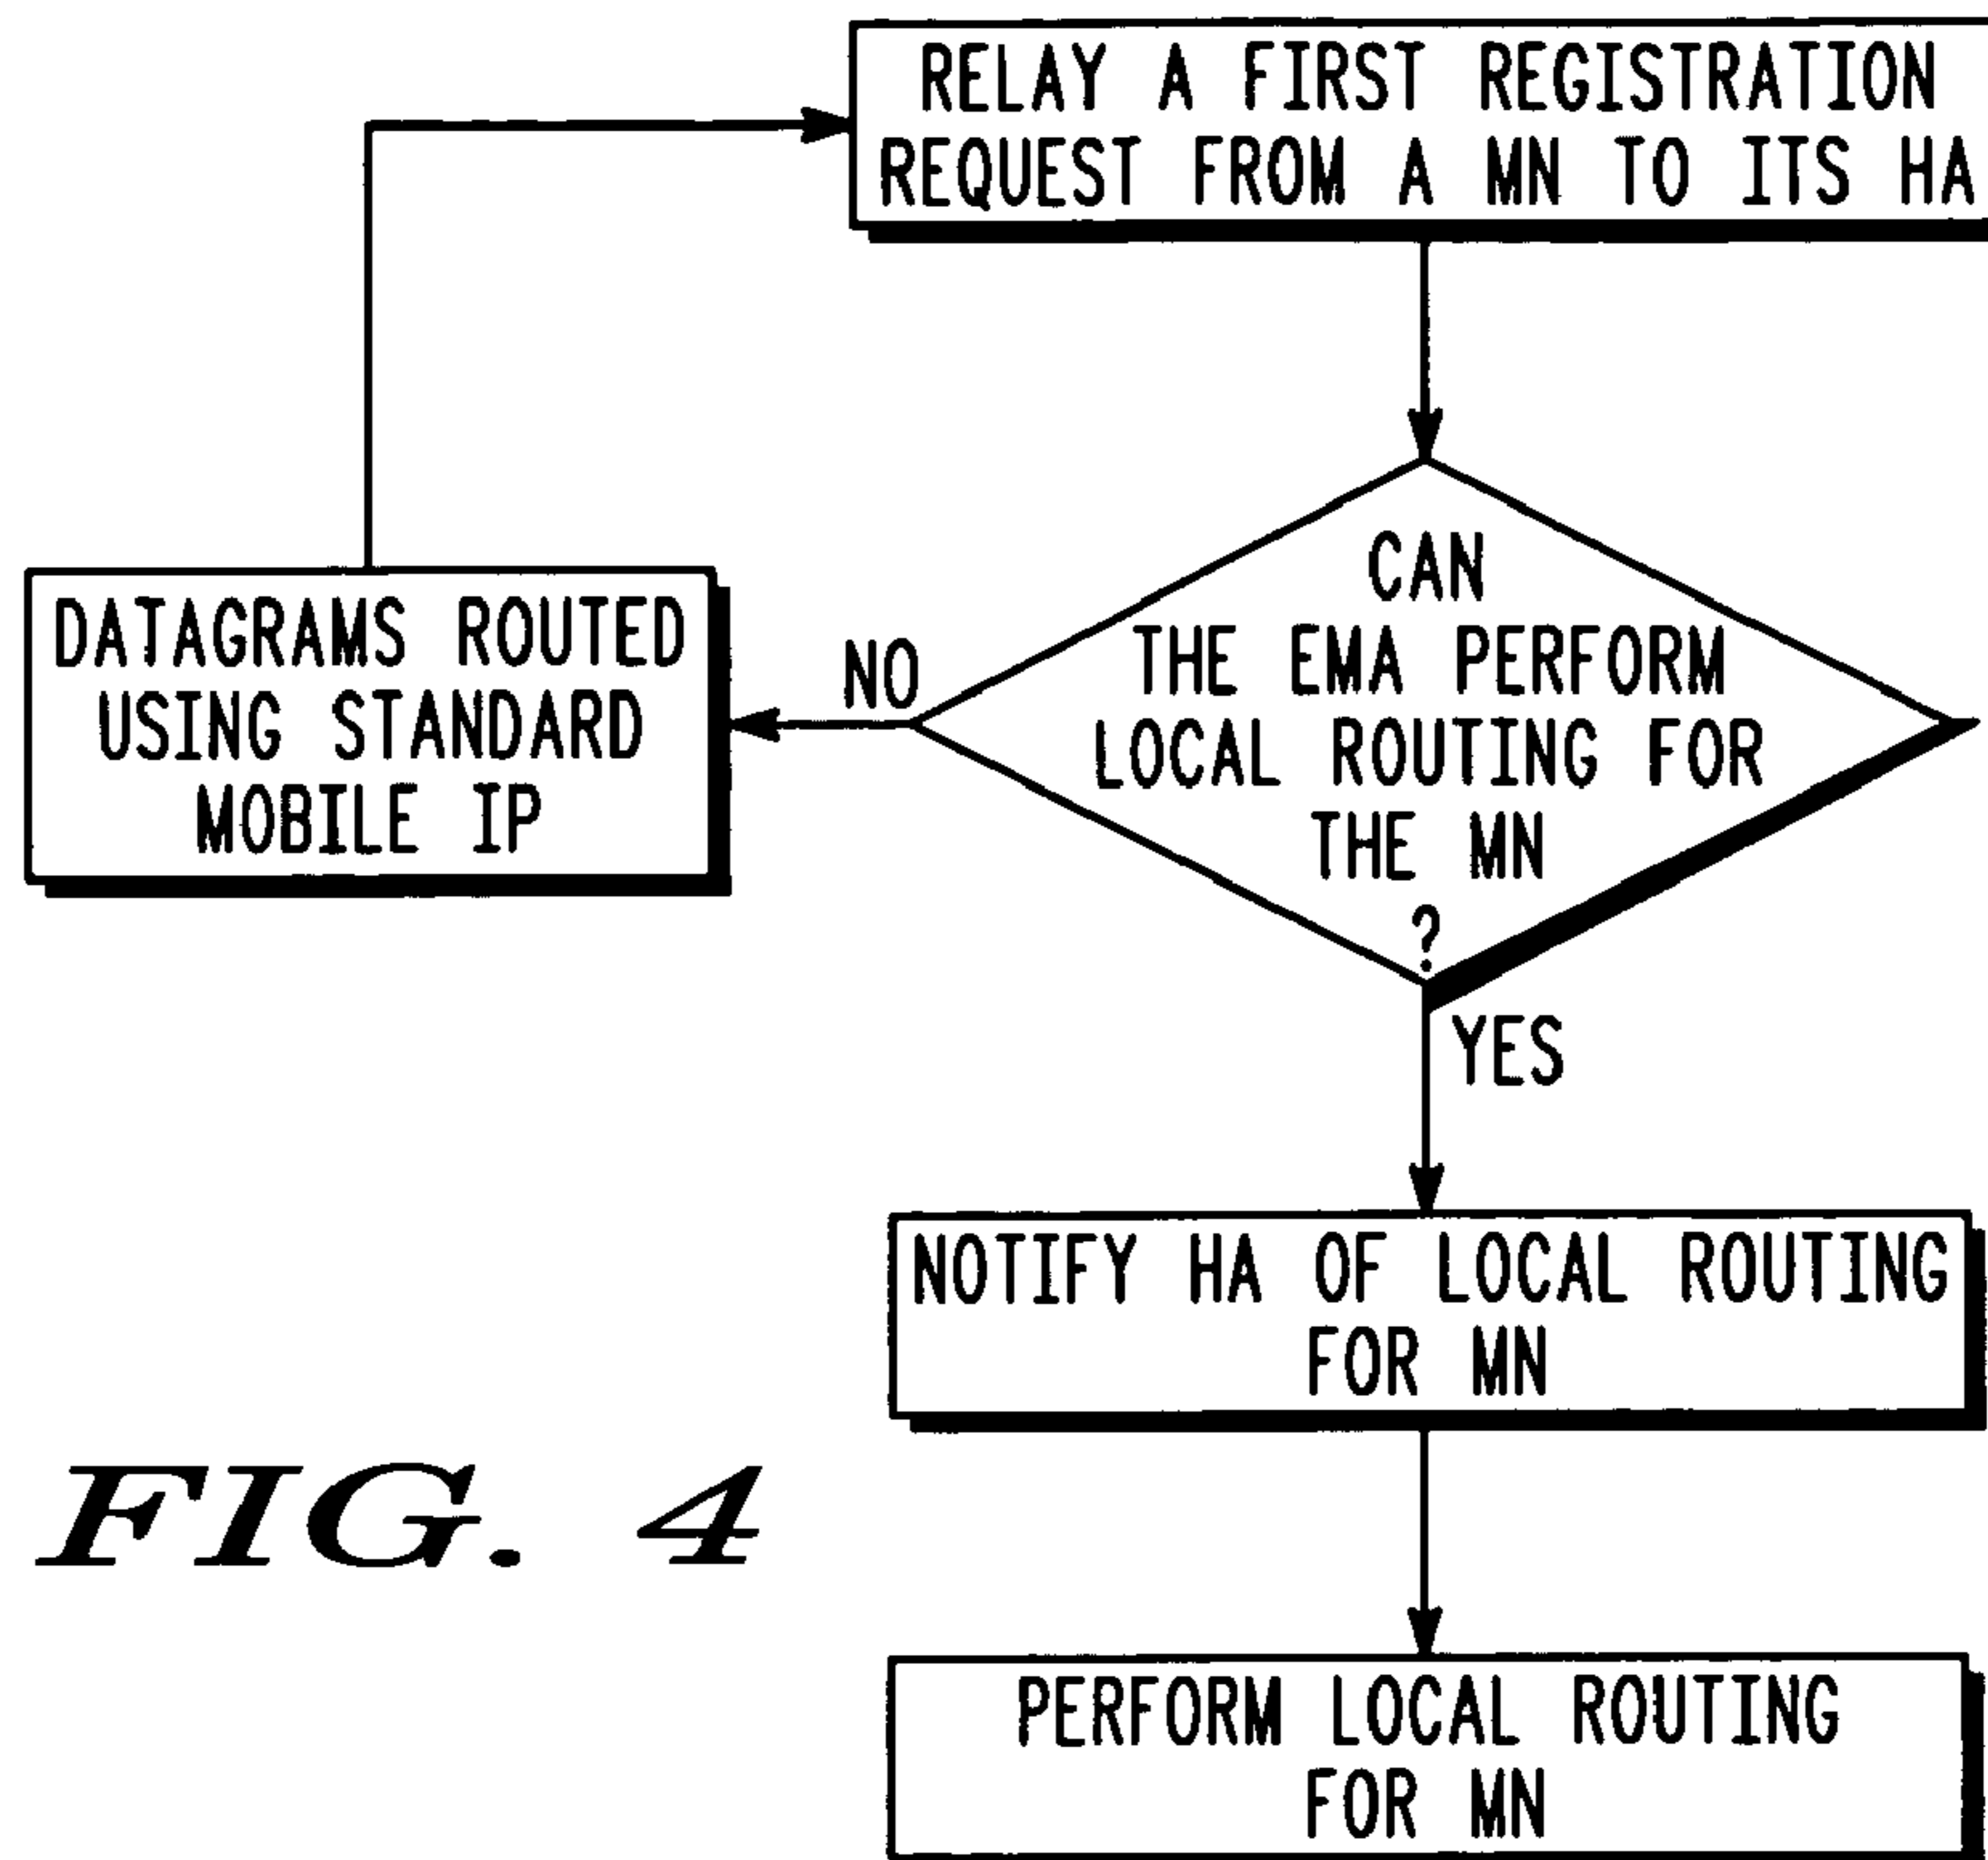 RELAY A FIRST REGISTRATION
REQUEST FROM A MN TO ITS HA
CAN
THE EMA PERFORM
LOCAL ROUTING FOR
THE MN
?
NO
DATAGRAMS ROUTED
USING STANDARD
MOBILE IP
YES
NOTIFY HA OF LOCAL ROUTING
FOR MN
PERFORM LOCAL ROUTING
FOR MN
FIG. 4